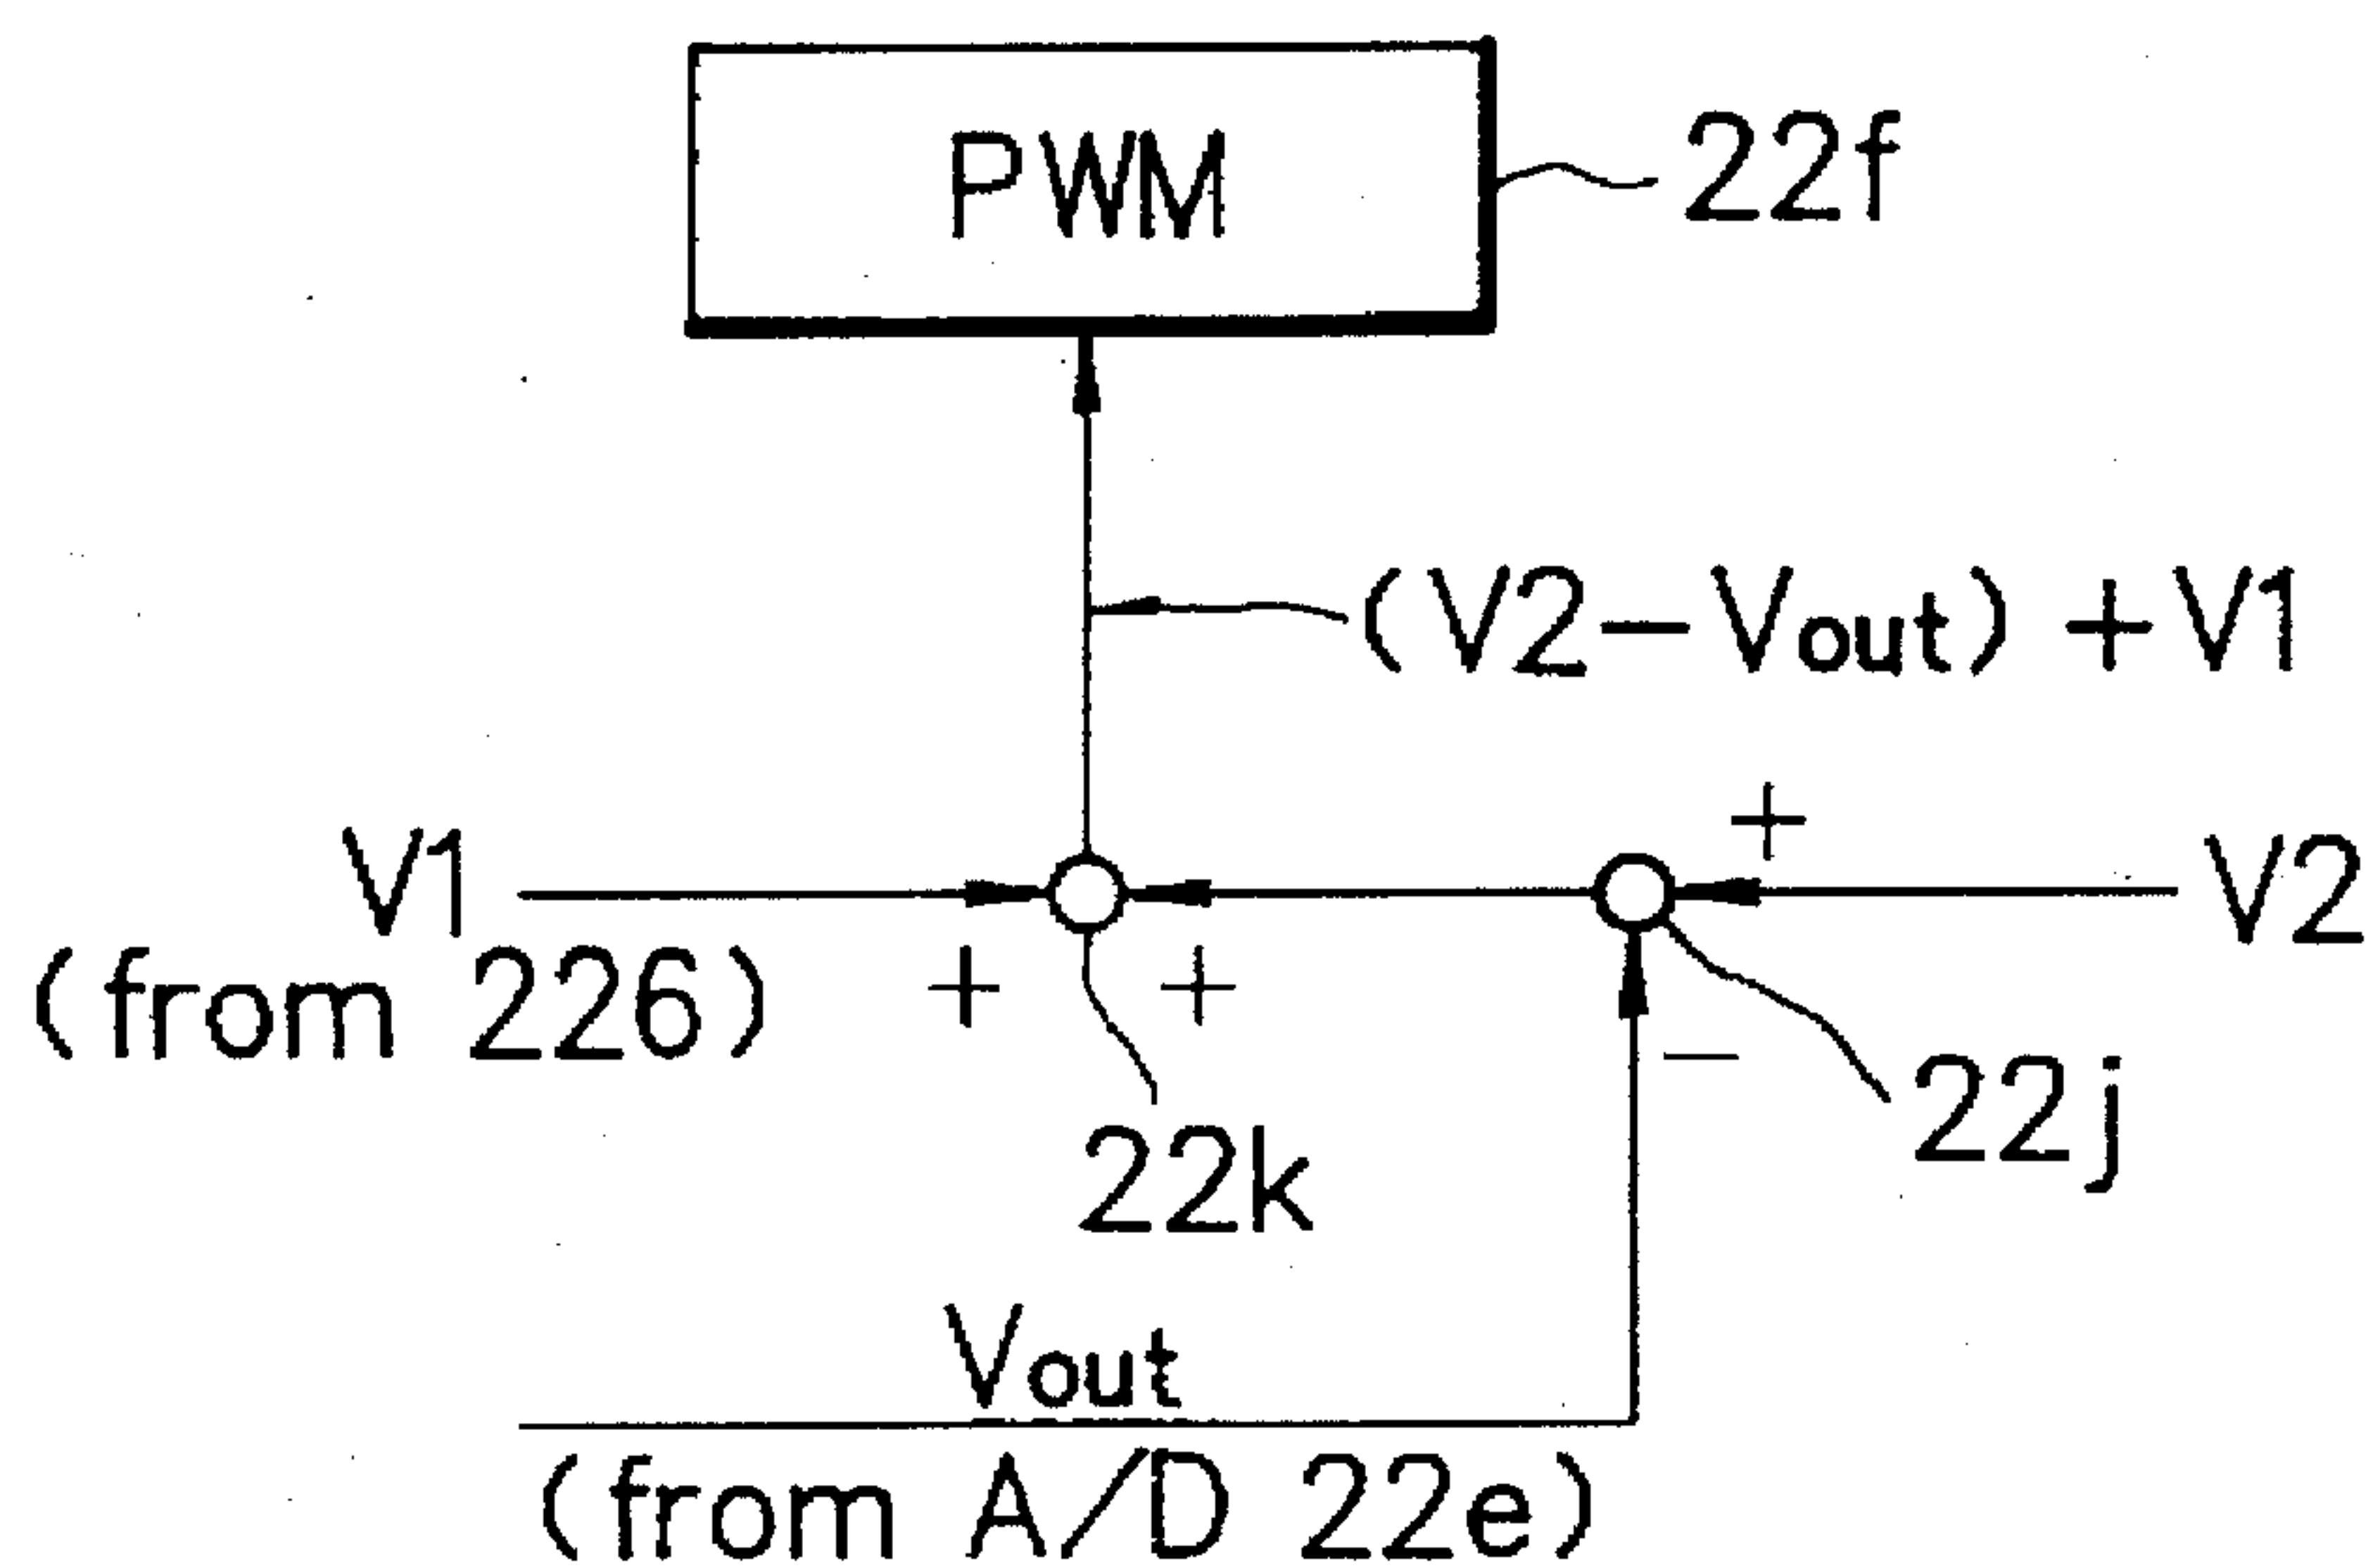 PWM
22f
(V2-Vout)+V1
+
V1
V2
(from 226)
+
+
-
22j
22k
Vout
(from A/D 22e)